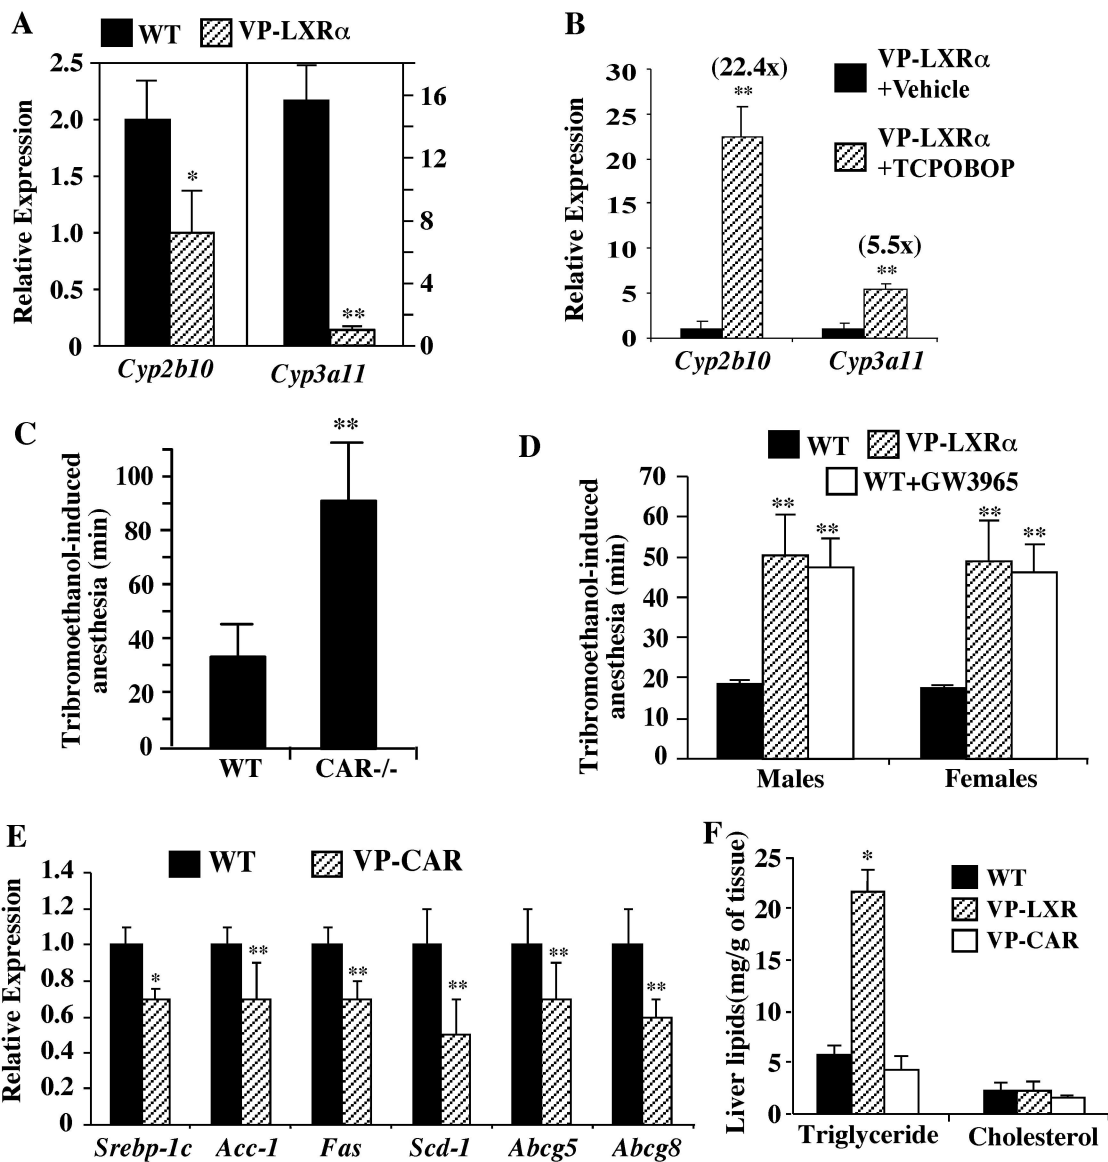 A
WT
VP-LXRα
Relative Expression
2.5
2.0
1.5
1.0
0.5
0
*
**
16
12
8
4
0
Cyp2b10
Cyp3a11
B
VP-LXRα
+Vehicle
VP-LXRα
+TCPOBOP
Relative Expression
30
25
20
15
10
5
0
(22.4x)
**
(5.5x)
**
Cyp2b10
Cyp3a11
C
Tribromoethanol-induced
anesthesia (min)
100
80
60
40
20
0
**
WT
CAR-/-
D
WT
VP-LXRα
WT+GW3965
Tribromoethanol-induced
anesthesia (min)
70
60
50
40
30
20
10
0
**
**
**
**
Males
Females
E
WT
VP-CAR
Relative Expression
1.4
1.2
1.0
0.8
0.6
0.4
0.2
0
*
**
**
**
**
**
Srebp-1c
Acc-1
Fas
Scd-1
Abcg5
Abcg8
F
WT
VP-LXR
VP-CAR
Liver lipids(mg/g of tissue)
25
20
15
10
5
0
*
Triglyceride
Cholesterol